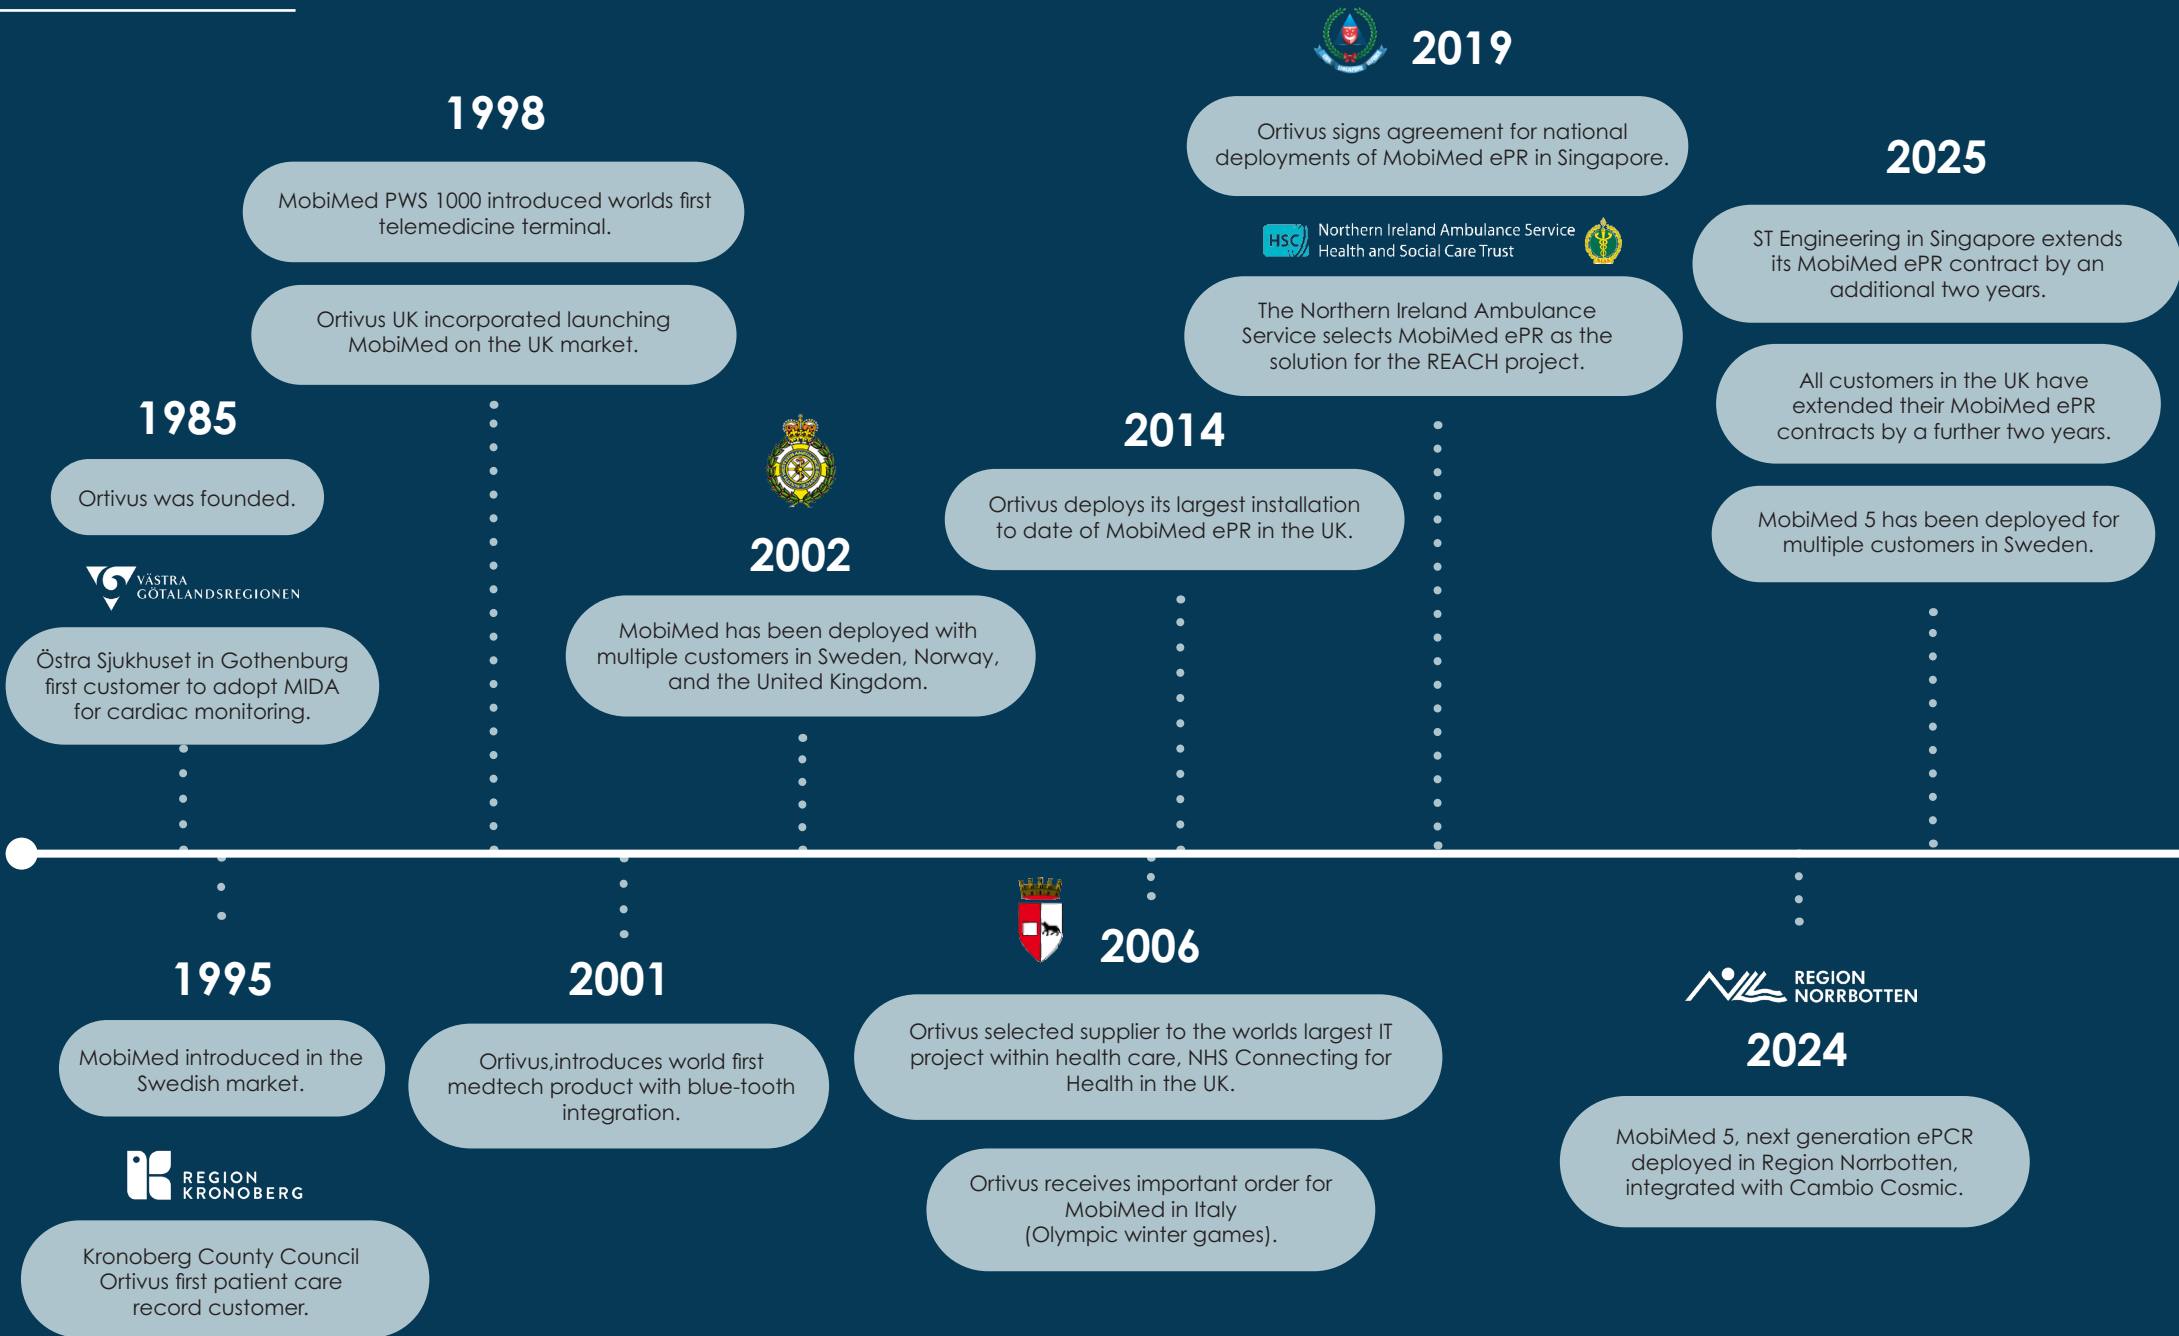 1985
Ortivus was founded.
VÄSTRA
GÖTALANDSREGIONEN
Östra Sjukhuset in Gothenburg
first customer to adopt MIDA
for cardiac monitoring.
1995
MobiMed introduced in the
Swedish market.
REGION
KRONOBERG
Kronoberg County Council
Ortivus first patient care
record customer.
1998
MobiMed PWS 1000 introduced worlds first
telemedicine terminal.
Ortivus UK incorporated launching
MobiMed on the UK market.
2001
Ortivus,introduces world first
medtech product with blue-tooth
integration.
2002
MobiMed has been deployed with
multiple customers in Sweden, Norway,
and the United Kingdom.
2006
Ortivus selected supplier to the worlds largest IT
project within health care, NHS Connecting for
Health in the UK.
Ortivus receives important order for
MobiMed in Italy
(Olympic winter games).
2014
Ortivus deploys its largest installation
to date of MobiMed ePR in the UK.
2019
Ortivus signs agreement for national
deployments of MobiMed ePR in Singapore.
HSC Northern Ireland Ambulance Service
Health and Social Care Trust
The Northern Ireland Ambulance
Service selects MobiMed ePR as the
solution for the REACH project.
REGION
NORRBOTTEN
2024
MobiMed 5, next generation ePCR
deployed in Region Norrbotten,
integrated with Cambio Cosmic.
2025
ST Engineering in Singapore extends
its MobiMed ePR contract by an
additional two years.
All customers in the UK have
extended their MobiMed ePR
contracts by a further two years.
MobiMed 5 has been deployed for
multiple customers in Sweden.